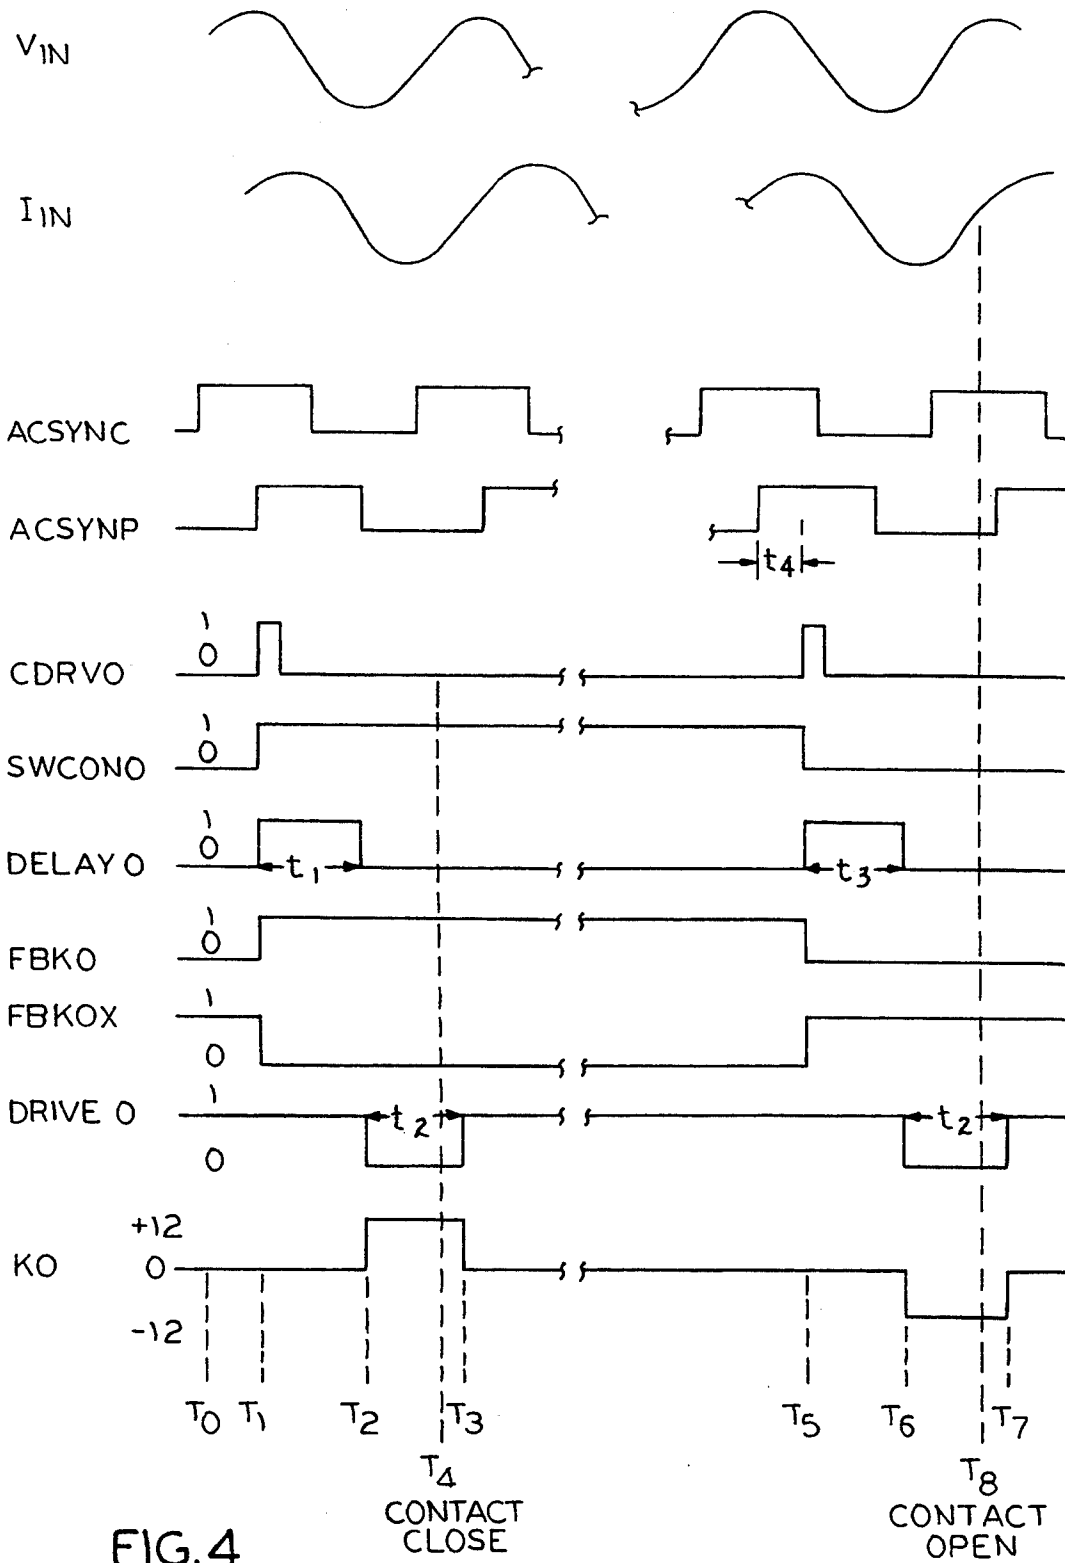 VIN
IIN
ACSYNC
ACSYNP
t4
1
0
CDRVO
1
0
SWCONO
1
0
DELAY O
t1
t3
1
0
FBKO
1
FBKOX
0
1
DRIVE O
t2
t2
0
+12
KO
0
-12
T0 T1 T2 T3 T5 T6 T7
T4
CONTACT
CLOSE
T8
CONTACT
OPEN
FIG. 4